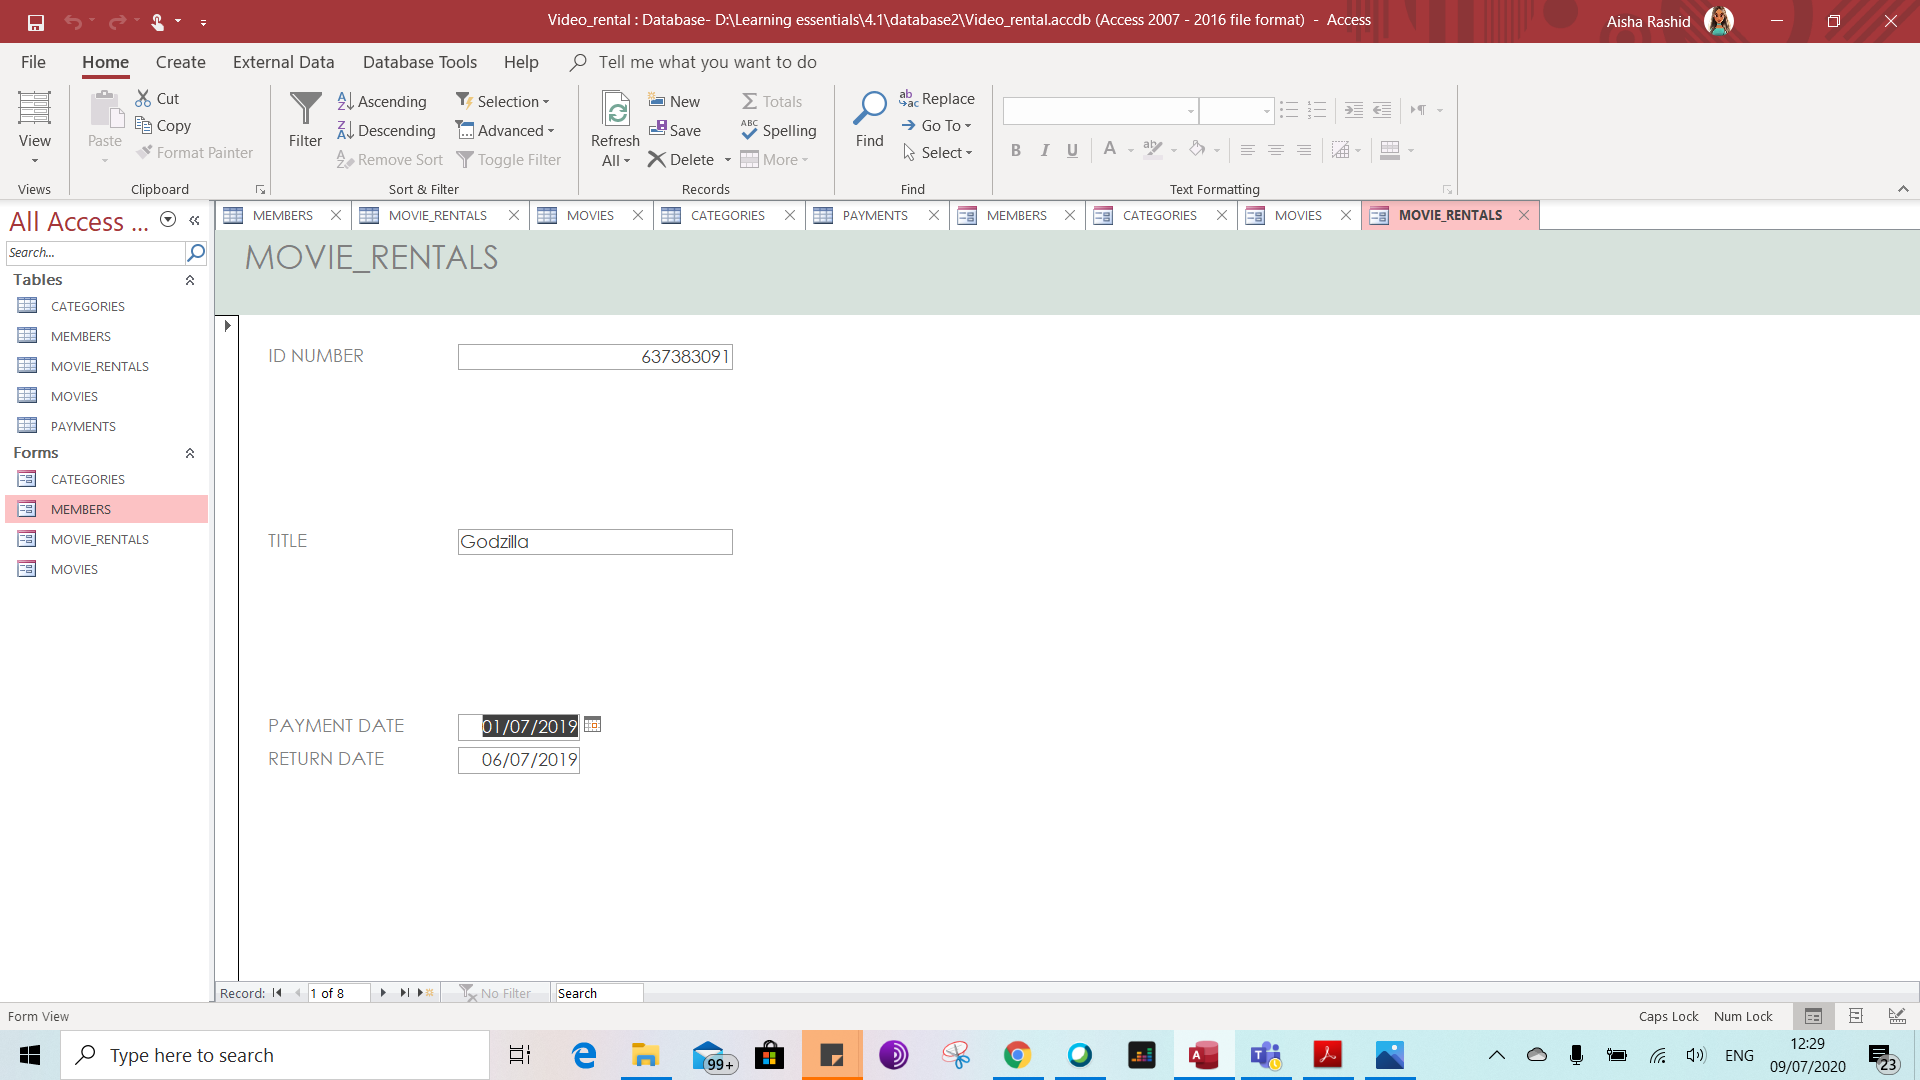 Video_rental : Database- D:\Learning essentials\4.1\database2\Video_rental.accdb (Access 2007 - 2016 file format)  -  Access
Aisha Rashid
File Home Create External Data Database Tools Help Tell me what you want to do
View
Views
Paste
Cut
Copy
Format Painter
Clipboard
Filter
Ascending
Descending
Remove Sort
Selection
Advanced
Toggle Filter
Sort & Filter
Refresh
All
New
Save
Delete
Totals
Spelling
More
Records
Find
Replace
Go To
Select
Find
B I U A
Text Formatting
All Access ...
Search...
Tables
CATEGORIES
MEMBERS
MOVIE_RENTALS
MOVIES
PAYMENTS
Forms
CATEGORIES
MEMBERS
MOVIE_RENTALS
MOVIES
MEMBERS MOVIE_RENTALS MOVIES CATEGORIES PAYMENTS MEMBERS CATEGORIES MOVIES MOVIE_RENTALS
MOVIE_RENTALS
ID NUMBER 637383091
TITLE Godzilla
PAYMENT DATE 01/07/2019
RETURN DATE 06/07/2019
Record: 1 of 8 No Filter Search
Form View Caps Lock Num Lock
Type here to search
99+
ENG
12:29
09/07/2020
23